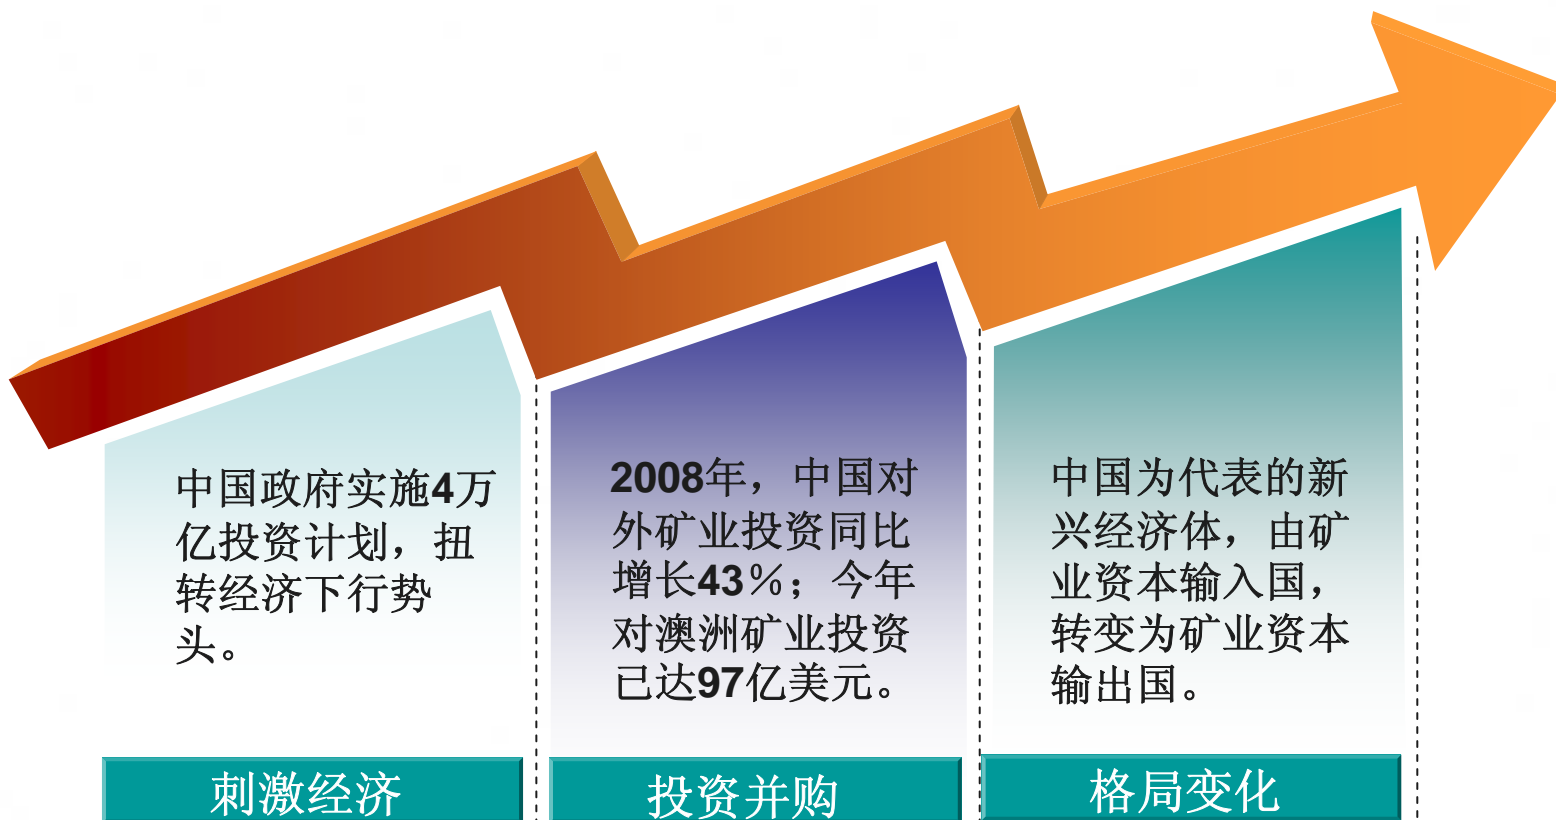 中国政府实施4万
亿投资计划，扭
转经济下行势
头。
刺激经济
2008年，中国对
外矿业投资同比
增长43％；今年
对澳洲矿业投资
已达97亿美元。
投资并购
中国为代表的新
兴经济体，由矿
业资本输入国，
转变为矿业资本
输出国。
格局变化